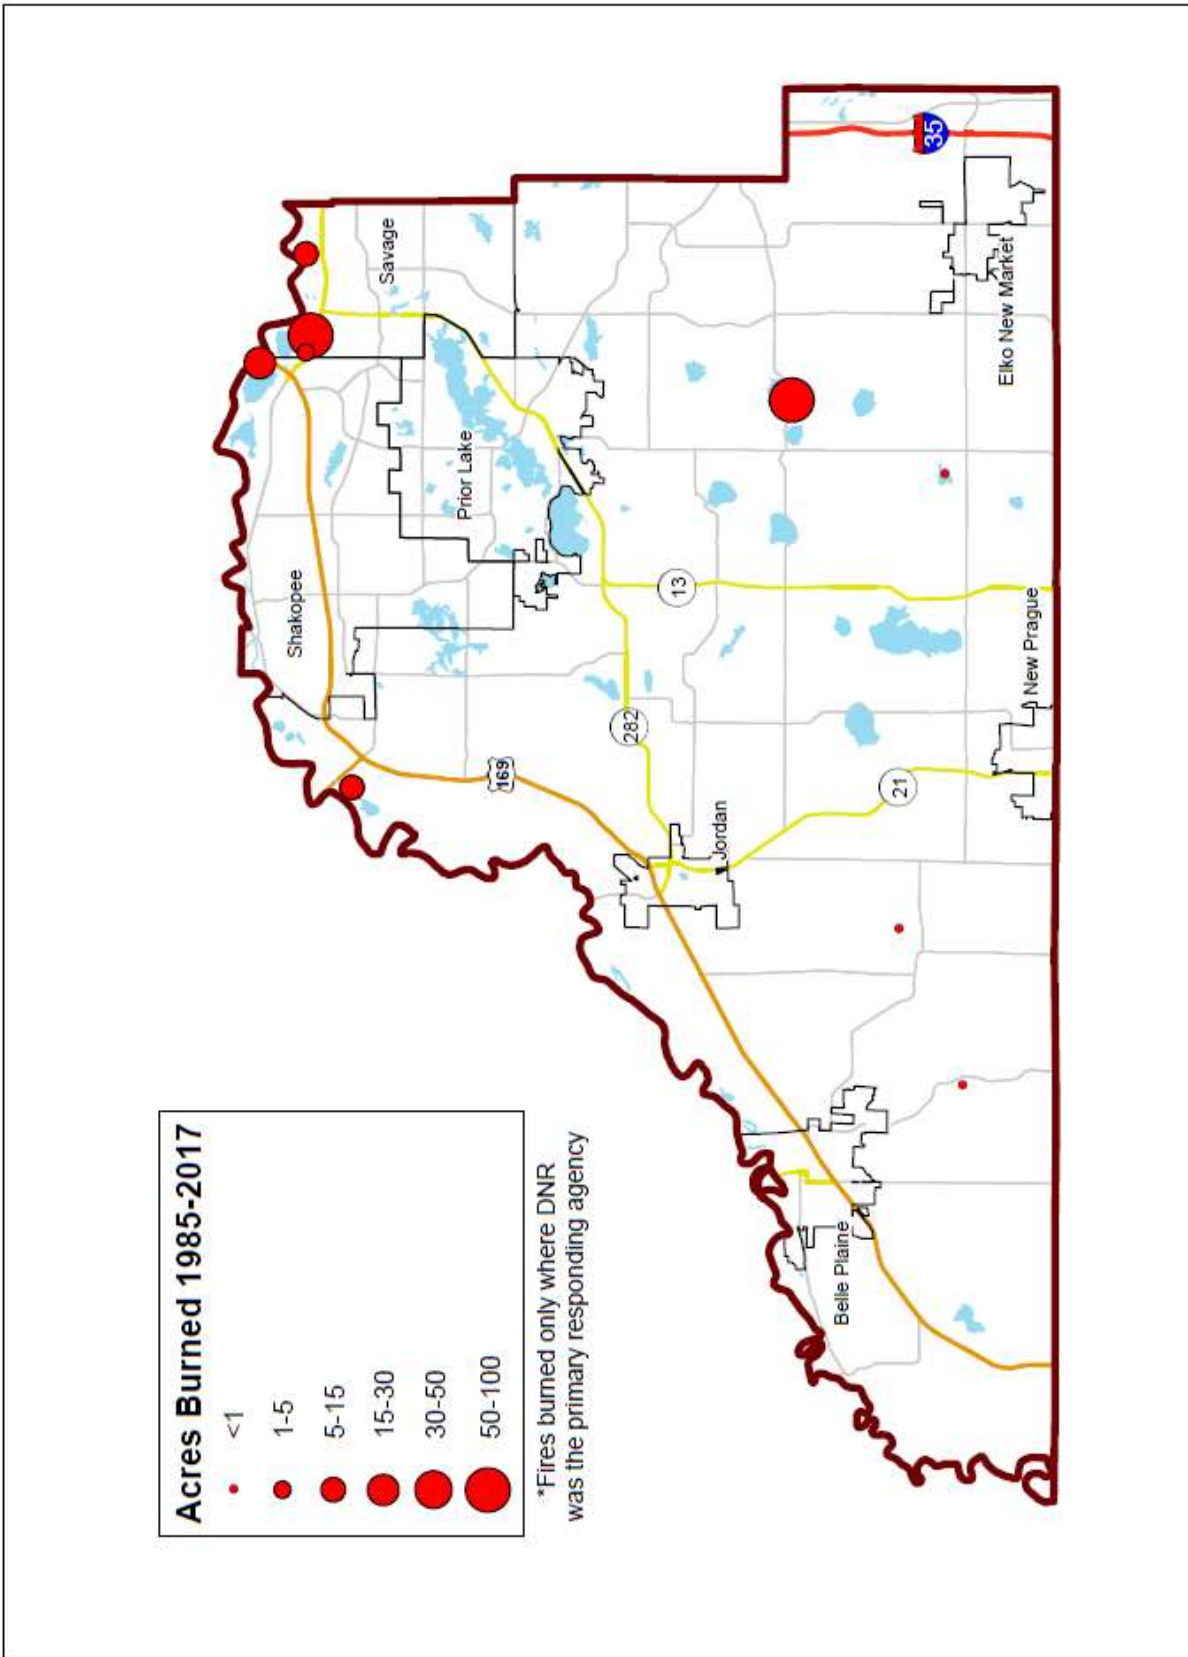 Acres Burned 1985-2017
<1
1-5
5-15
15-30
30-50
50-100
*Fires burned only where DNR
was the primary responding agency
Shakopee
Savage
Prior Lake
169
282
13
Jordan
21
35
Belle Plaine
New Prague
Elko New Market